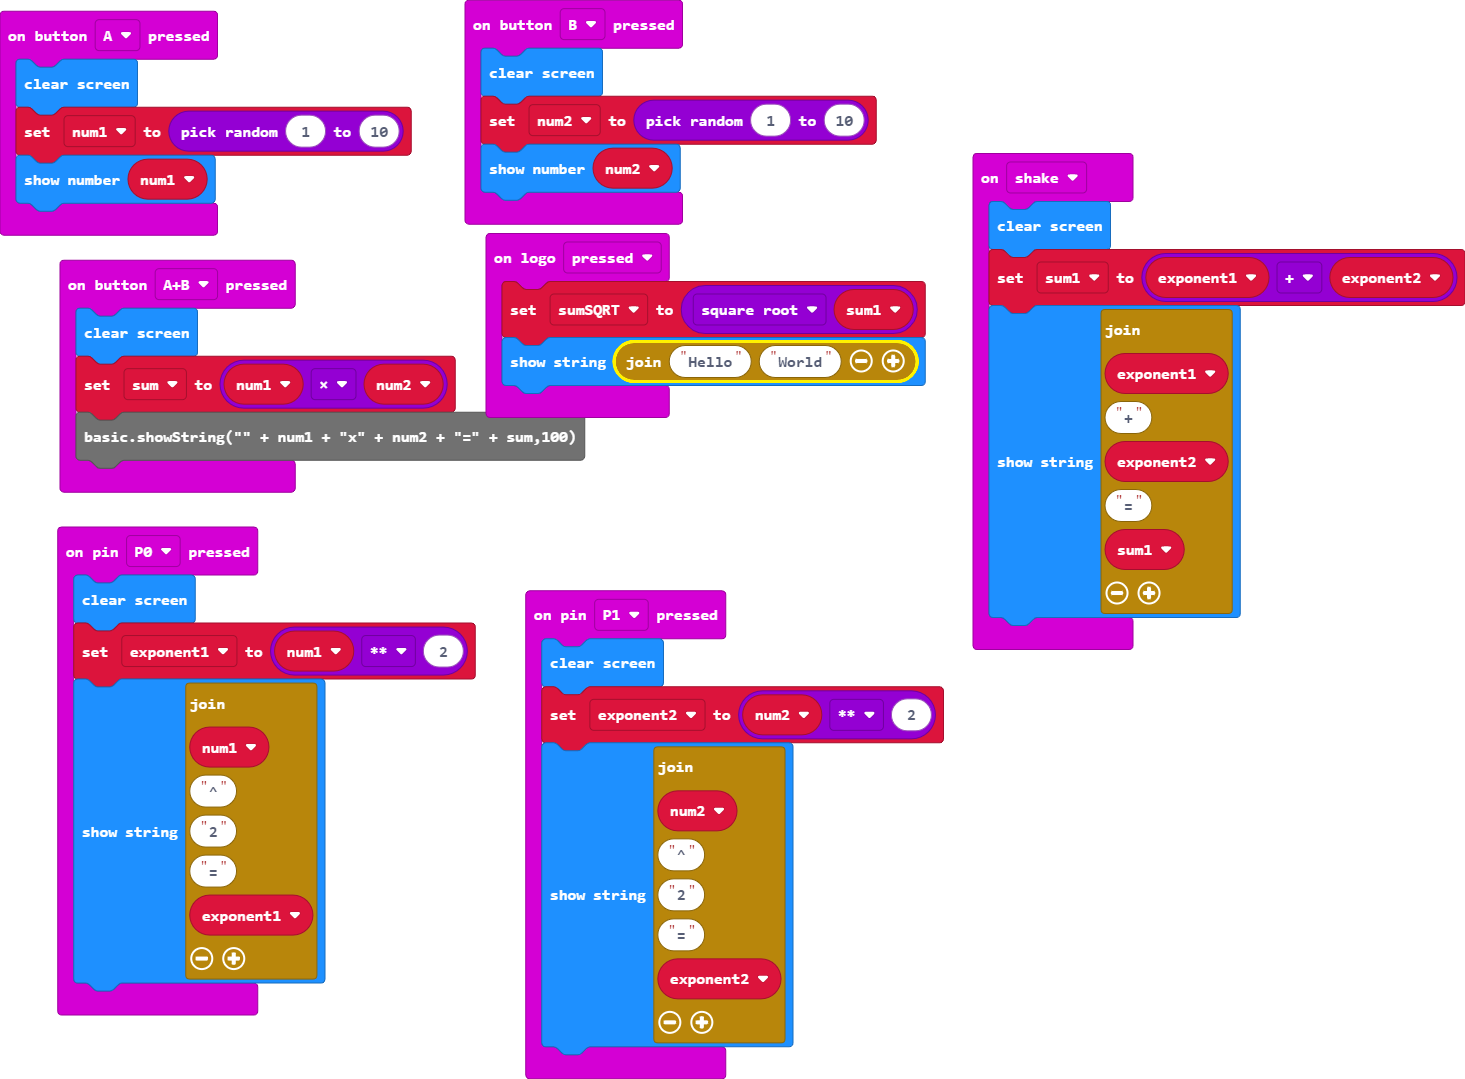 on button A pressed
clear screen
set num1 to pick random 1 to 10
show number num1
on button B pressed
clear screen
set num2 to pick random 1 to 10
show number num2
on shake
clear screen
set sum1 to exponent1 + exponent2
show string
join
exponent1
"+"
exponent2
"="
sum1
on button A+B pressed
clear screen
set sum to num1 × num2
basic.showString("" + num1 + "x" + num2 + "=" + sum,100)
on logo pressed
set sumSQRT to square root sum1
show string join "Hello" "World"
on pin P0 pressed
clear screen
set exponent1 to num1 ** 2
show string
join
num1
"^"
"2"
"="
exponent1
on pin P1 pressed
clear screen
set exponent2 to num2 ** 2
show string
join
num2
"^"
"2"
"="
exponent2